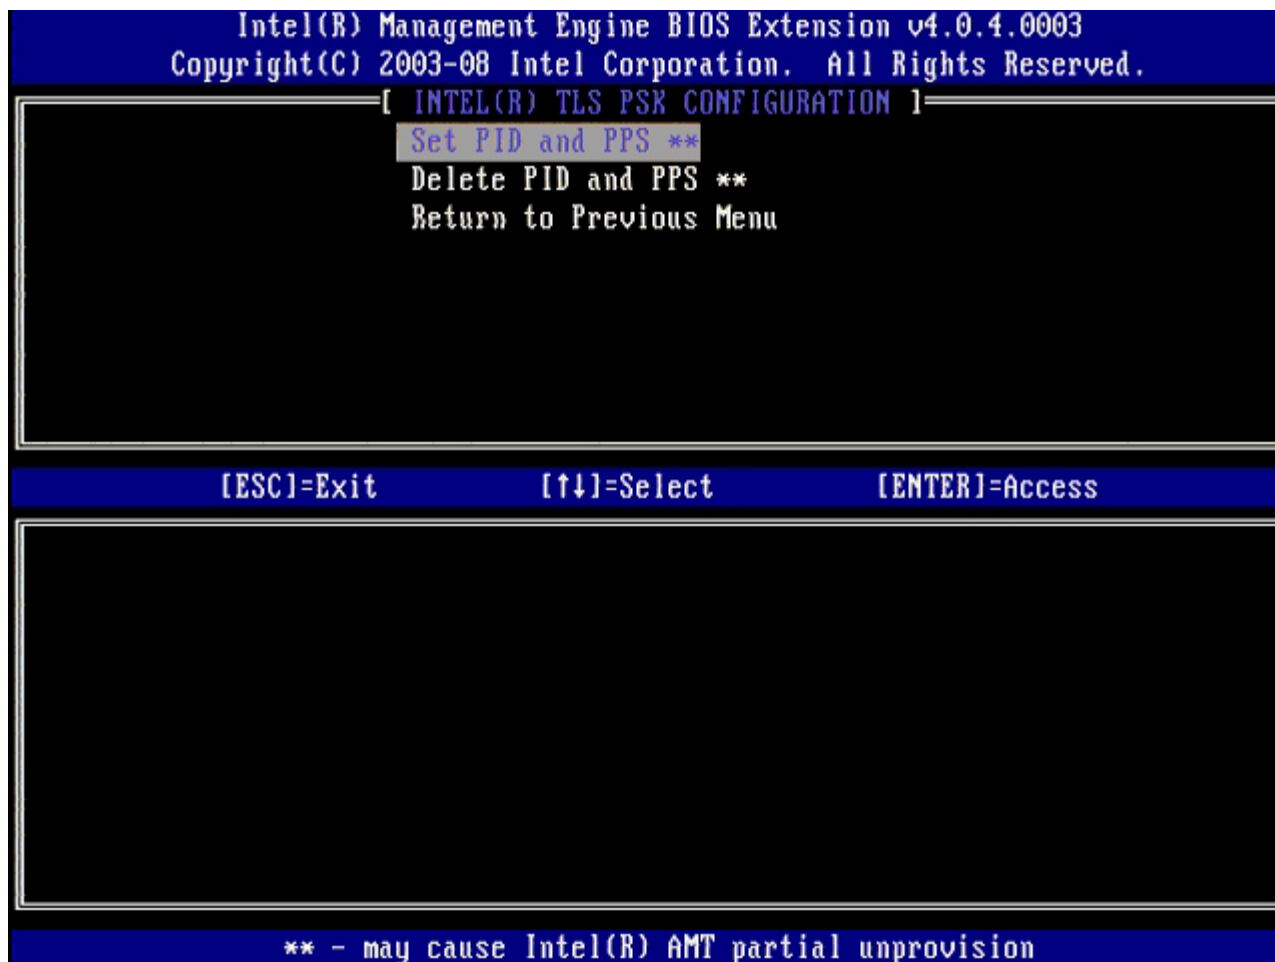 Intel(R) Management Engine BIOS Extension v4.0.4.0003
Copyright(C) 2003-08 Intel Corporation. All Rights Reserved.
[ INTEL(R) TLS PSK CONFIGURATION ]
Set PID and PPS **
Delete PID and PPS **
Return to Previous Menu
[ESC]=Exit [↑↓]=Select [ENTER]=Access
** - may cause Intel(R) AMT partial unprovision